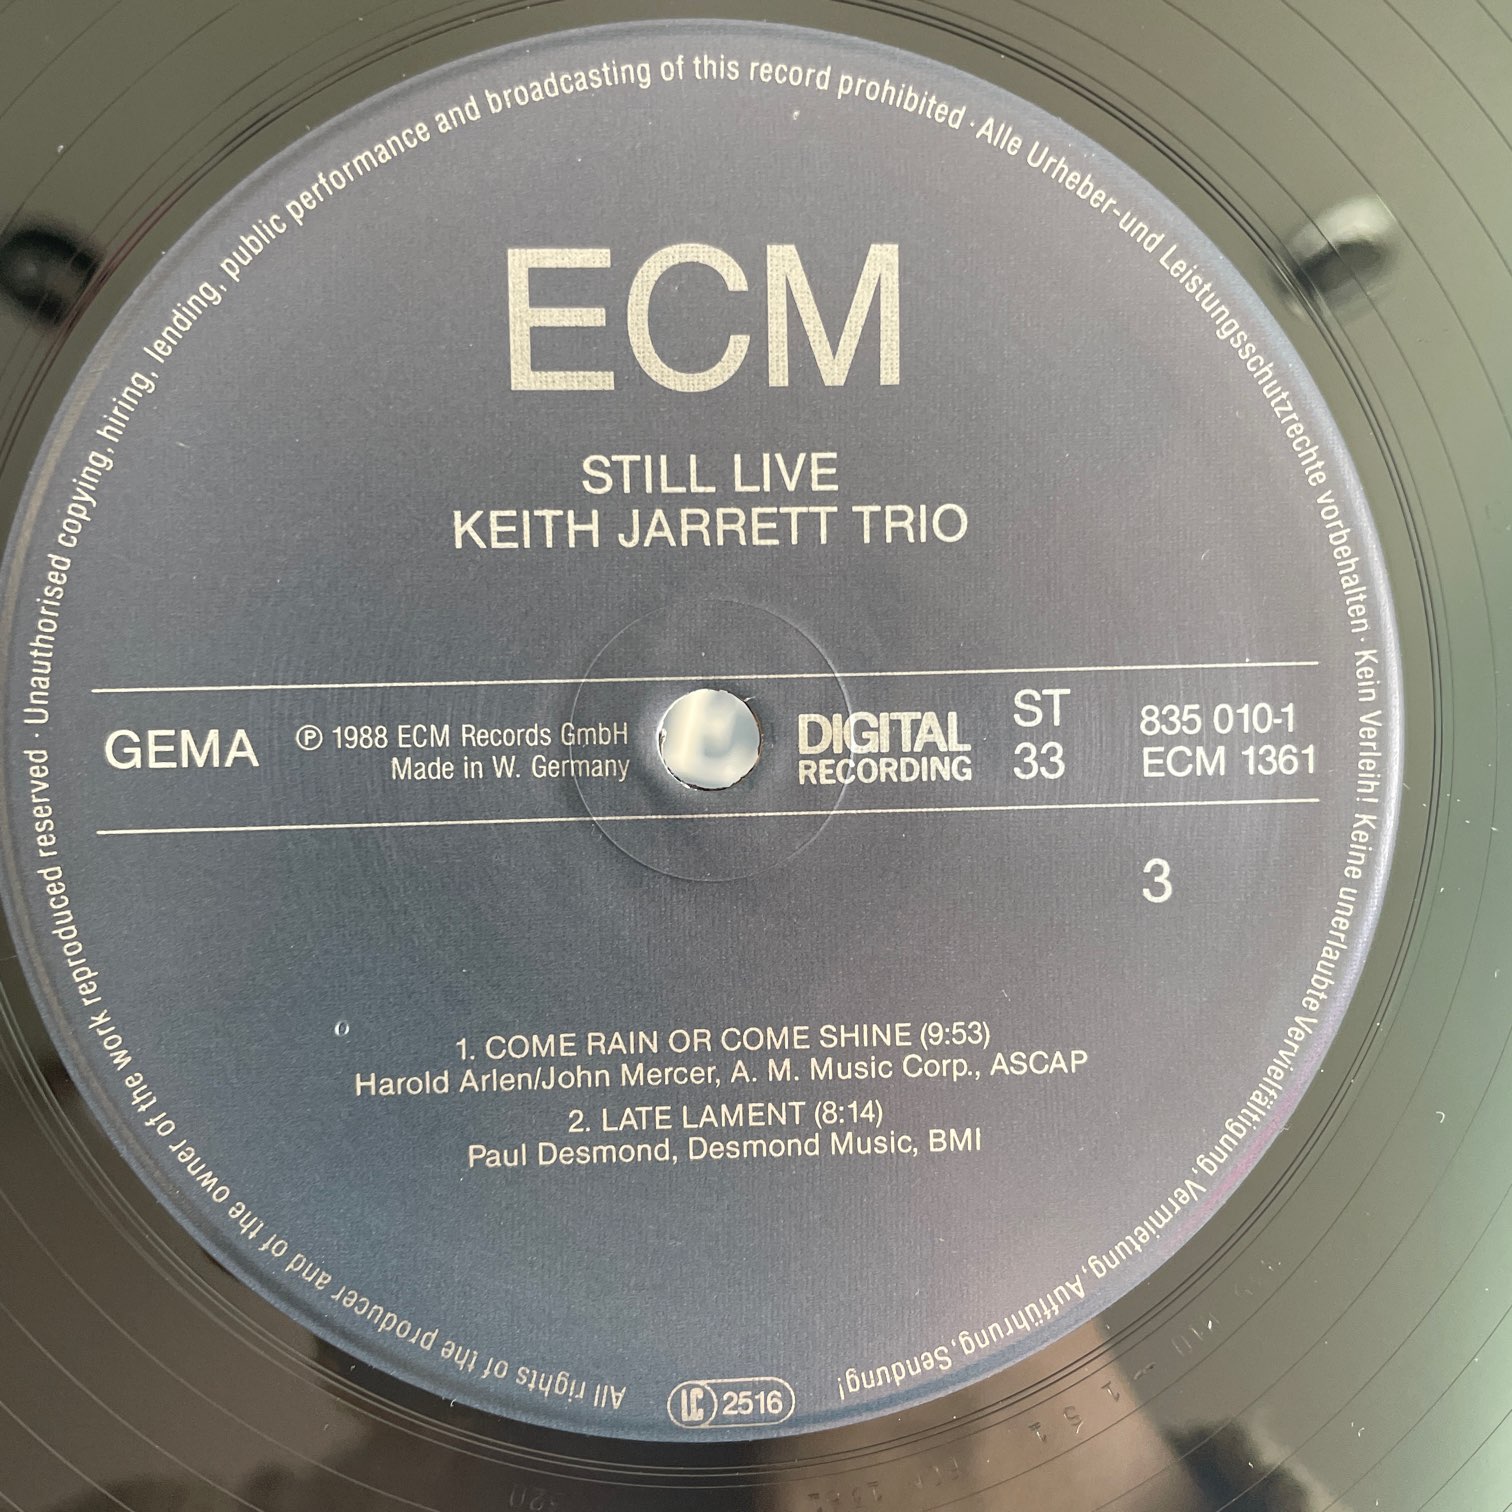 ECM
STILL LIVE
KEITH JARRETT TRIO
GEMA
℗ 1988 ECM Records GmbH
Made in W. Germany
DIGITAL
RECORDING
ST
33
835 010-1
ECM 1361
3
1. COME RAIN OR COME SHINE (9:53)
Harold Arlen/John Mercer, A. M. Music Corp., ASCAP
2. LATE LAMENT (8:14)
Paul Desmond, Desmond Music, BMI
All rights of the producer and of the owner of the work reproduced reserved · Unauthorised copying, hiring, lending, public performance and broadcasting of this record prohibited · Alle Urheber-und Leistungsschutzrechte vorbehalten · Kein Verleih! Keine unerlaubte Vervielfältigung, Vermietung, Aufführung, Sendung!
LC 2516